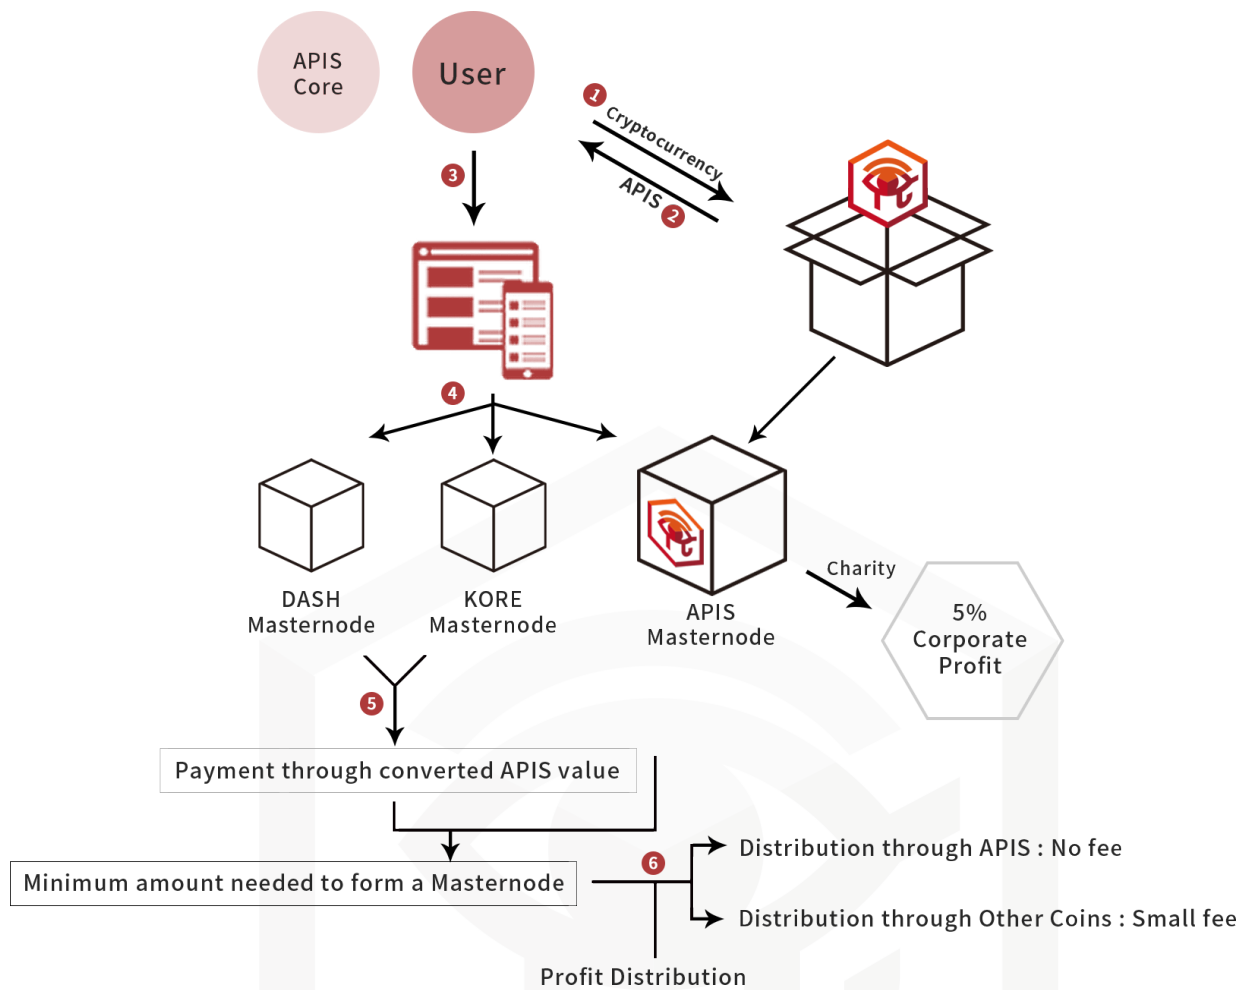 APIS
Core
User
1
Cryptocurrency
APIS
2
3
4
DASH
Masternode
KORE
Masternode
APIS
Masternode
Charity
5%
Corporate
Profit
5
Payment through converted APIS value
Minimum amount needed to form a Masternode
6
Distribution through APIS : No fee
Distribution through Other Coins : Small fee
Profit Distribution